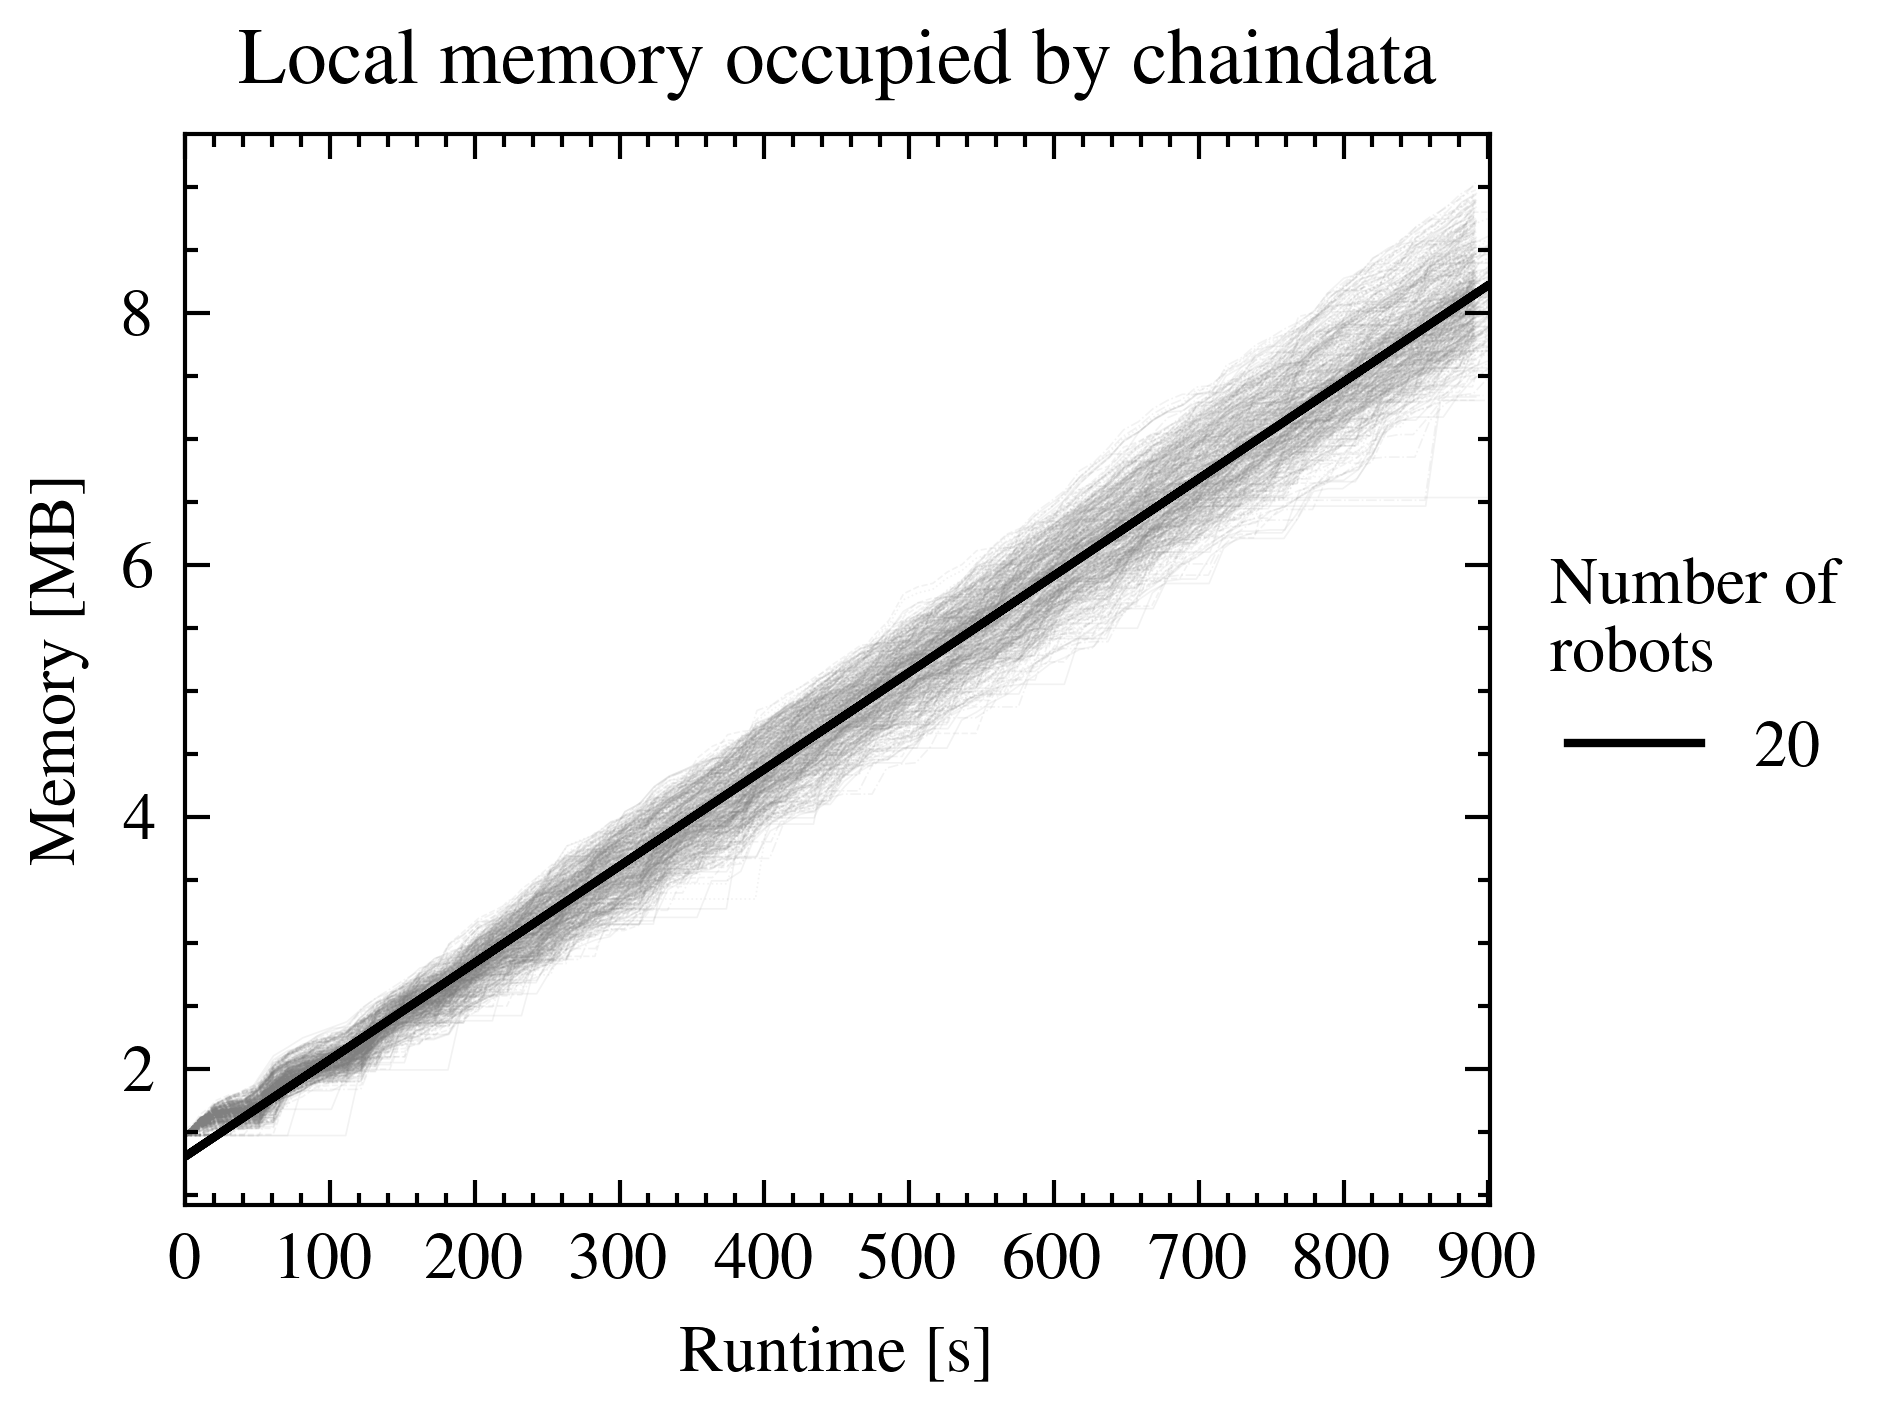 Local memory occupied by chaindata
Memory [MB]
8
6
4
2
0 100 200 300 400 500 600 700 800 900
Runtime [s]
Number of
robots
20